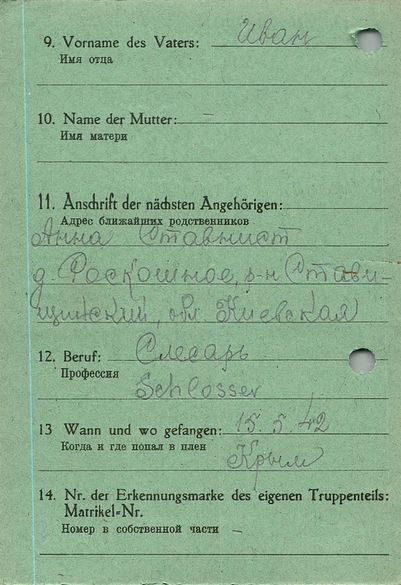 9. Vorname des Vaters: Иван
Имя отца
10. Name der Mutter:
Имя матери
11. Anschrift der nächsten Angehörigen:
Адрес ближайших родственников
Анна Ставнист
д. Роскошное, р-н Стави-
щинский, обл. Киевская
12. Beruf: Слесарь
Профессия
Schlosser
13 Wann und wo gefangen: 15. 5. 42
Когда и где попал в плен
Крым
14. Nr. der Erkennungsmarke des eigenen Truppenteils:
Matrikel-Nr.
Номер в собственной части –